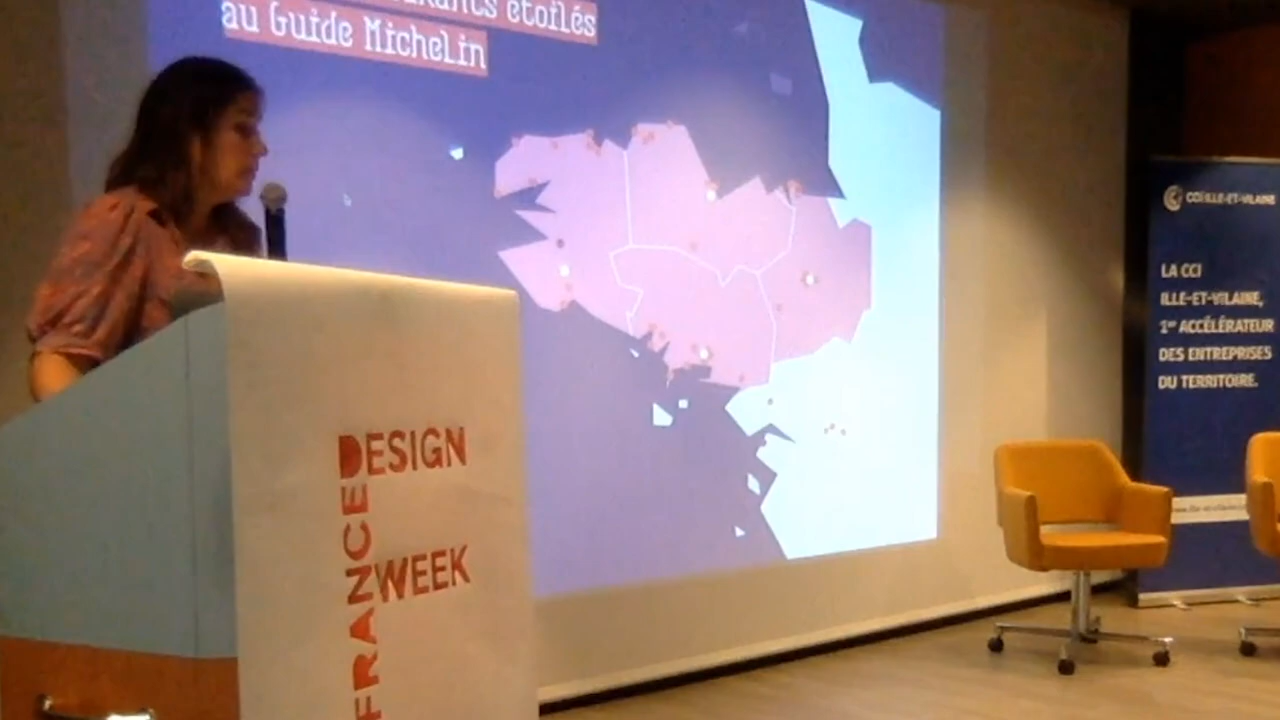 étoilés
au Guide Michelin
FRANCE
DESIGN
WEEK
CCI ILLE-ET-VILAINE
LA CCI
ILLE-ET-VILAINE,
1er ACCÉLÉRATEUR
DES ENTREPRISES
DU TERRITOIRE.